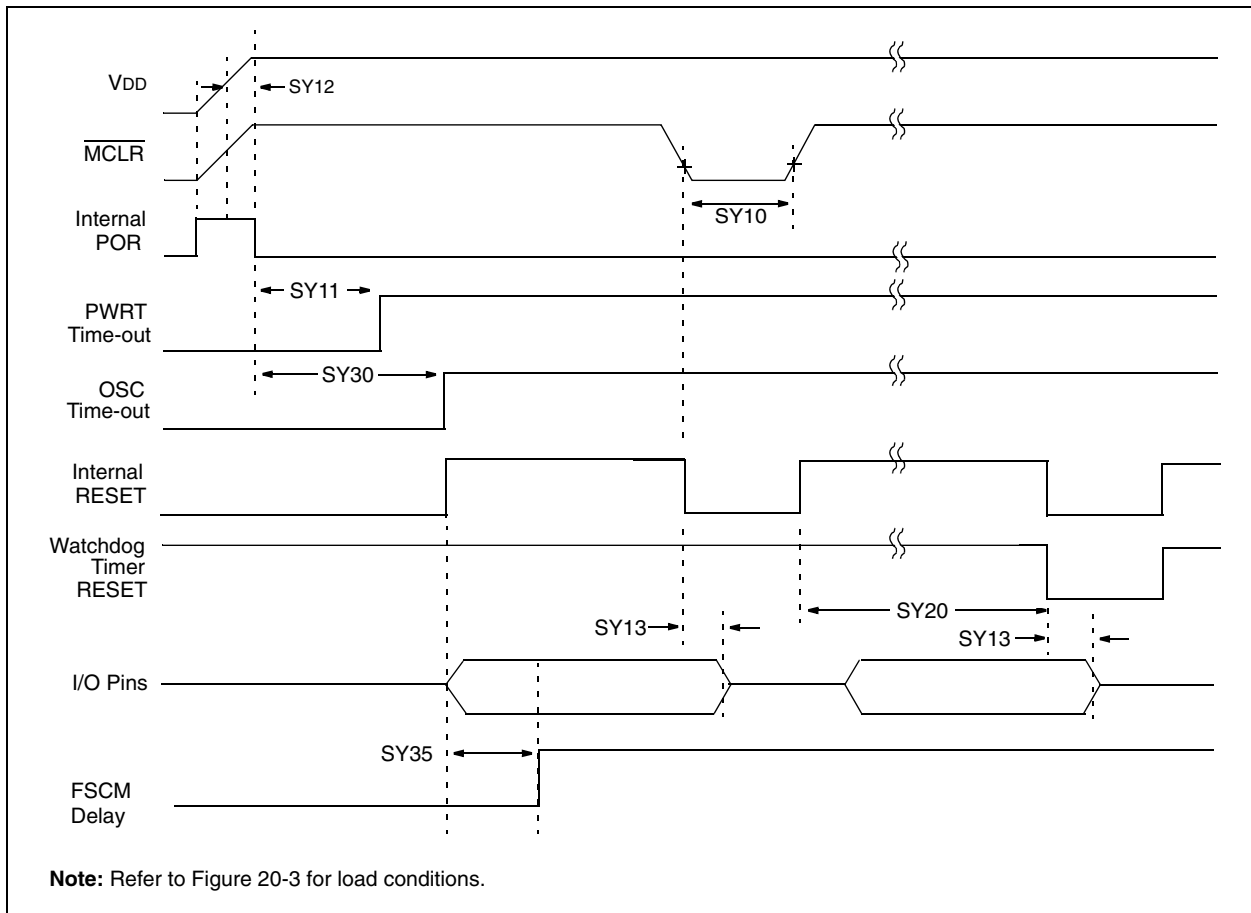 VDD
SY12
MCLR
SY10
Internal
POR
SY11
PWRT
Time-out
SY30
OSC
Time-out
Internal
RESET
Watchdog
Timer
RESET
SY20
SY13
SY13
I/O Pins
SY35
FSCM
Delay
Note: Refer to Figure 20-3 for load conditions.